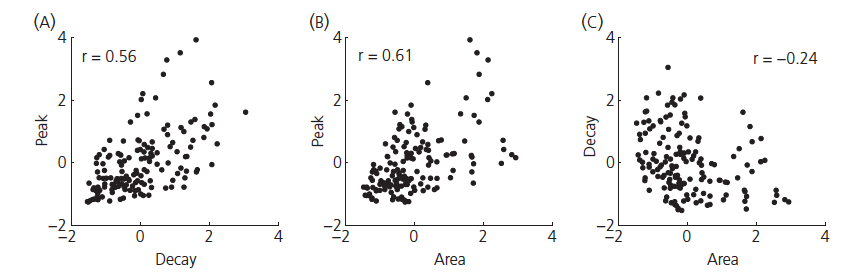 (A)
4
r = 0.56
2
Peak
0
−2
−2 0 2 4
Decay
(B)
4
r = 0.61
2
Peak
0
−2
−2 0 2 4
Area
(C)
4
r = −0.24
2
Decay
0
−2
−2 0 2 4
Area